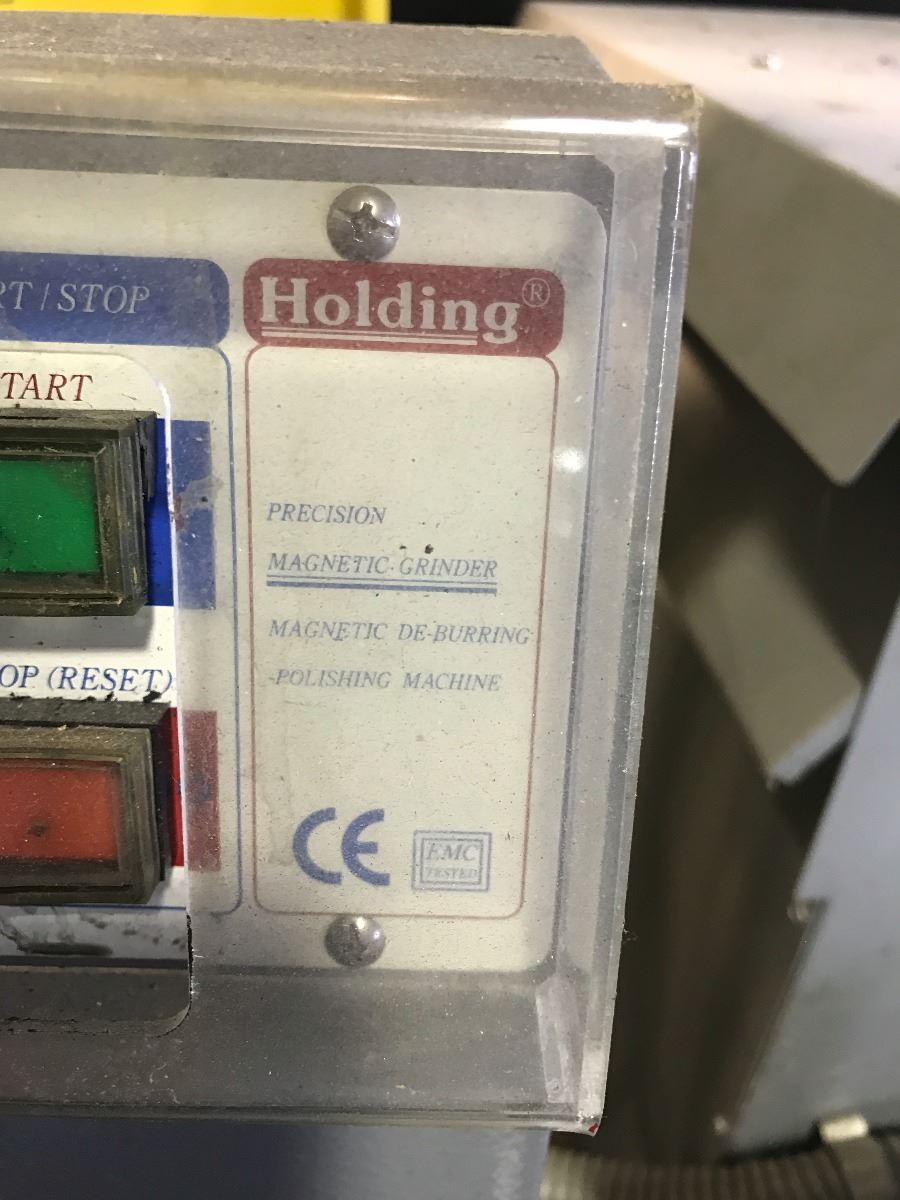 RT / STOP
Holding®
TART
PRECISION
MAGNETIC-GRINDER
MAGNETIC DE-BURRING
-POLISHING MACHINE
OP (RESET)
CE
EMC
TESTED